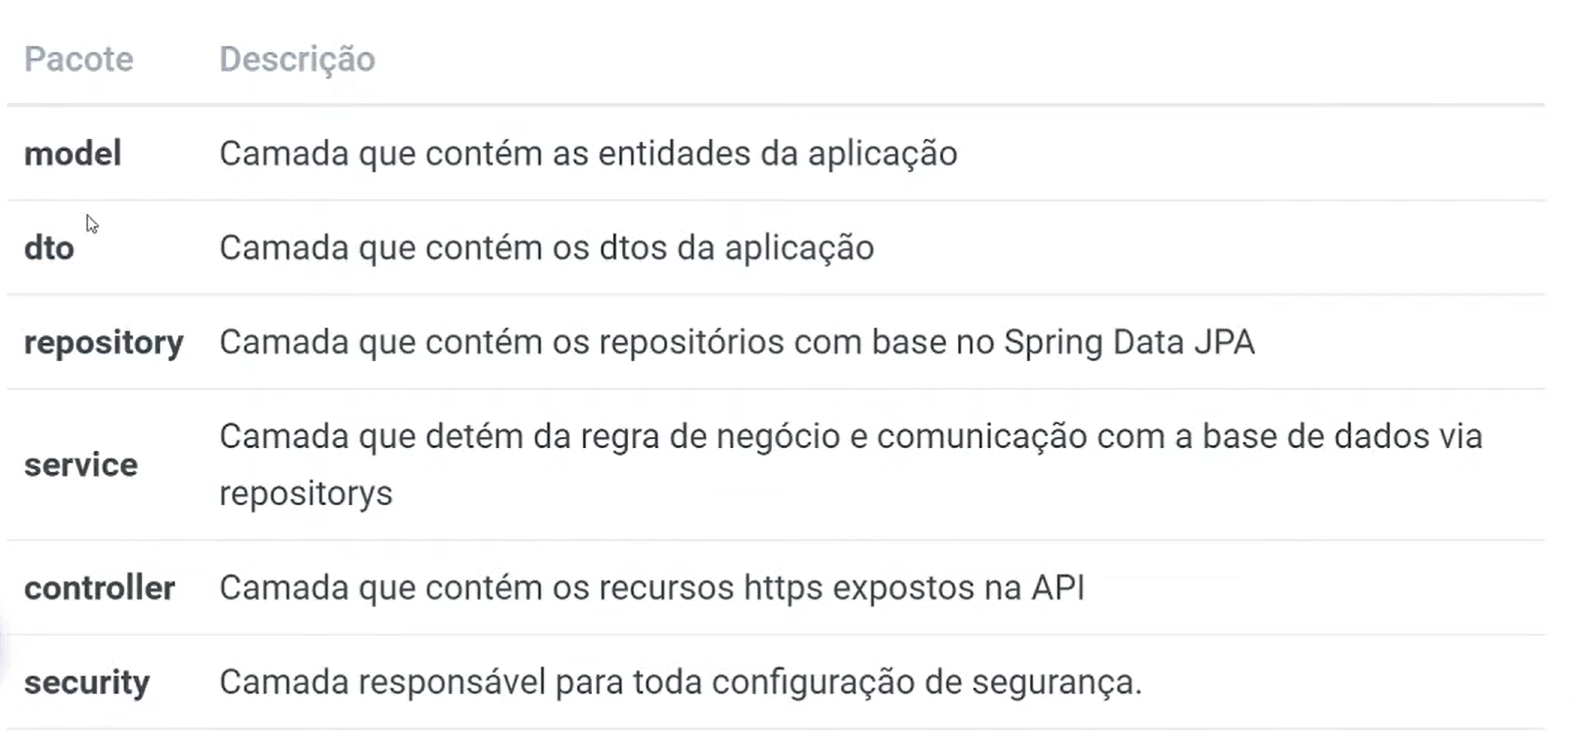 Pacote Descrição
model Camada que contém as entidades da aplicação
dto Camada que contém os dtos da aplicação
repository Camada que contém os repositórios com base no Spring Data JPA
service Camada que detém da regra de negócio e comunicação com a base de dados via
repositorys
controller Camada que contém os recursos https expostos na API
security Camada responsável para toda configuração de segurança.